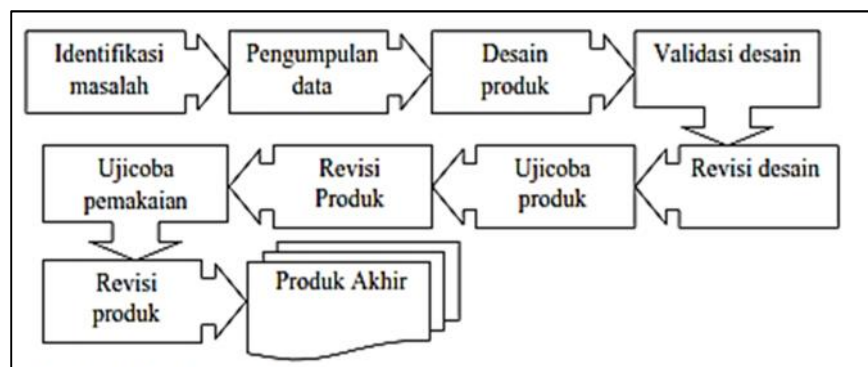 Identifikasi
masalah
Pengumpulan
data
Desain
produk
Validasi desain
Revisi desain
Ujicoba
produk
Revisi
Produk
Ujicoba
pemakaian
Revisi
produk
Produk Akhir